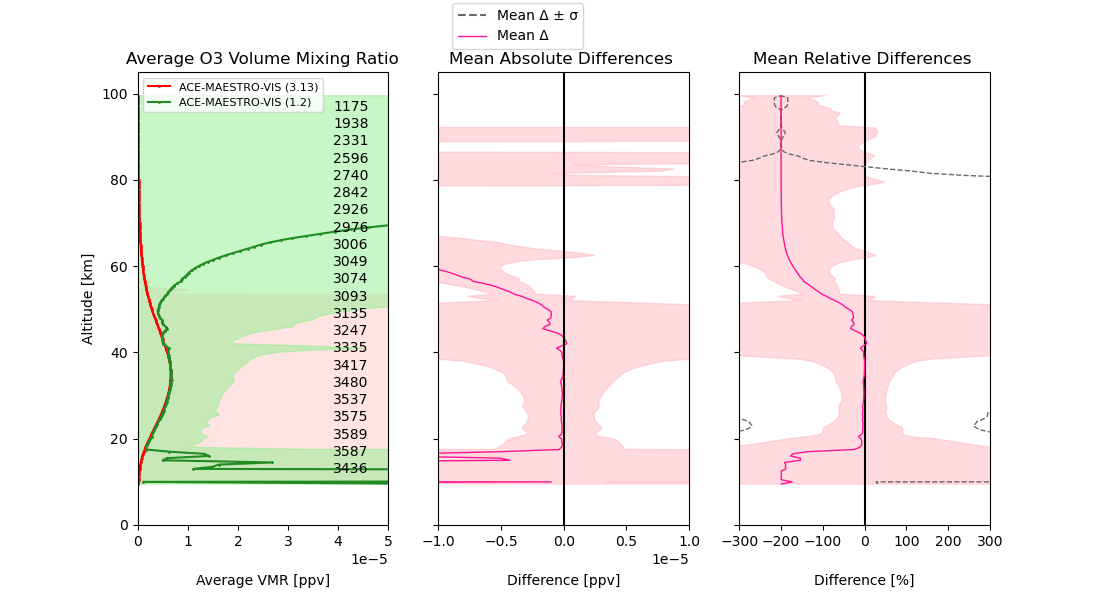 Mean Δ ± σ
Mean Δ
Average O3 Volume Mixing Ratio
Mean Absolute Differences
Mean Relative Differences
ACE-MAESTRO-VIS (3.13)
ACE-MAESTRO-VIS (1.2)
1175
1938
2331
2596
2740
2842
2926
2976
3006
3049
3074
3093
3135
3247
3335
3417
3480
3537
3575
3589
3587
3436
Altitude [km]
100
80
60
40
20
0
0 1 2 3 4 5
1e−5
Average VMR [ppv]
−1.0 −0.5 0.0 0.5 1.0
1e−5
Difference [ppv]
−300 −200 −100 0 100 200 300
Difference [%]